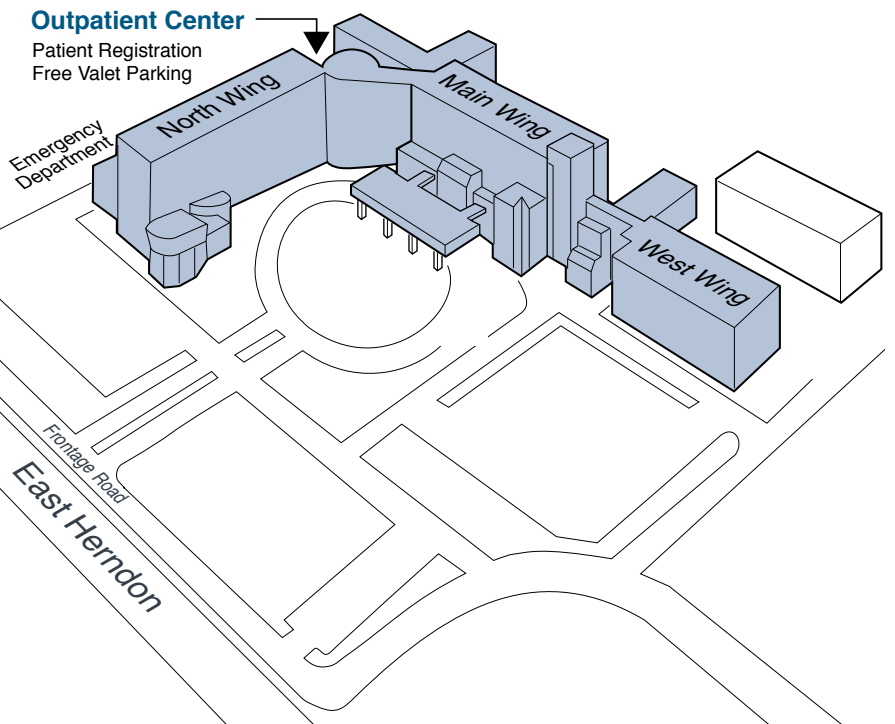 Outpatient Center
Patient Registration
Free Valet Parking
North Wing
Main Wing
Emergency
Department
West Wing
Frontage Road
East Herndon